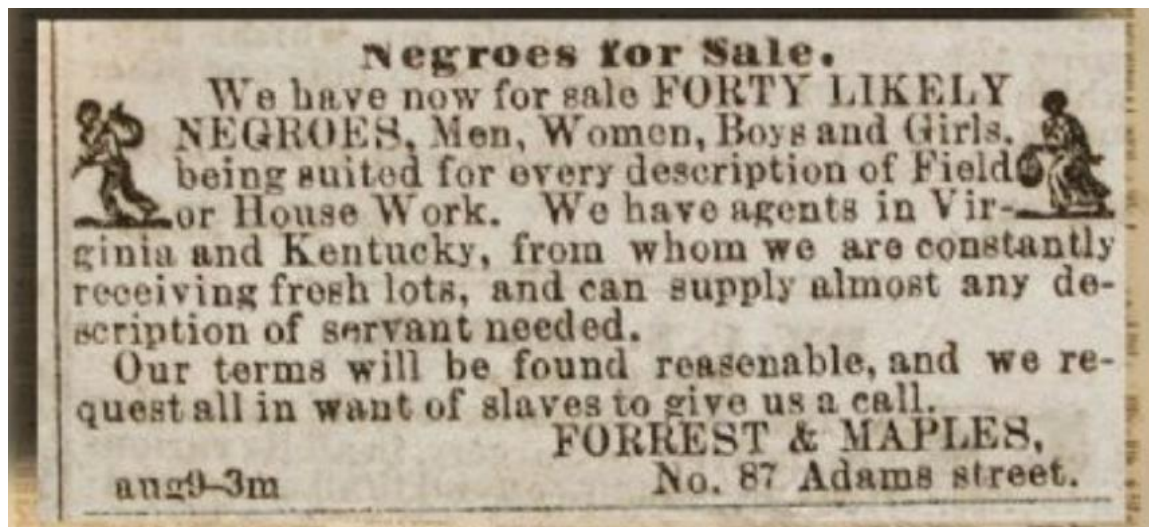 Negroes for Sale.
We have now for sale FORTY LIKELY
NEGROES, Men, Women, Boys and Girls,
being suited for every description of Field
or House Work. We have agents in Vir-
ginia and Kentucky, from whom we are constantly
receiving fresh lots, and can supply almost any de-
scription of servant needed.
Our terms will be found reasenable, and we re-
quest all in want of slaves to give us a call.
FORREST & MAPLES,
No. 87 Adams street.
aug9-3m